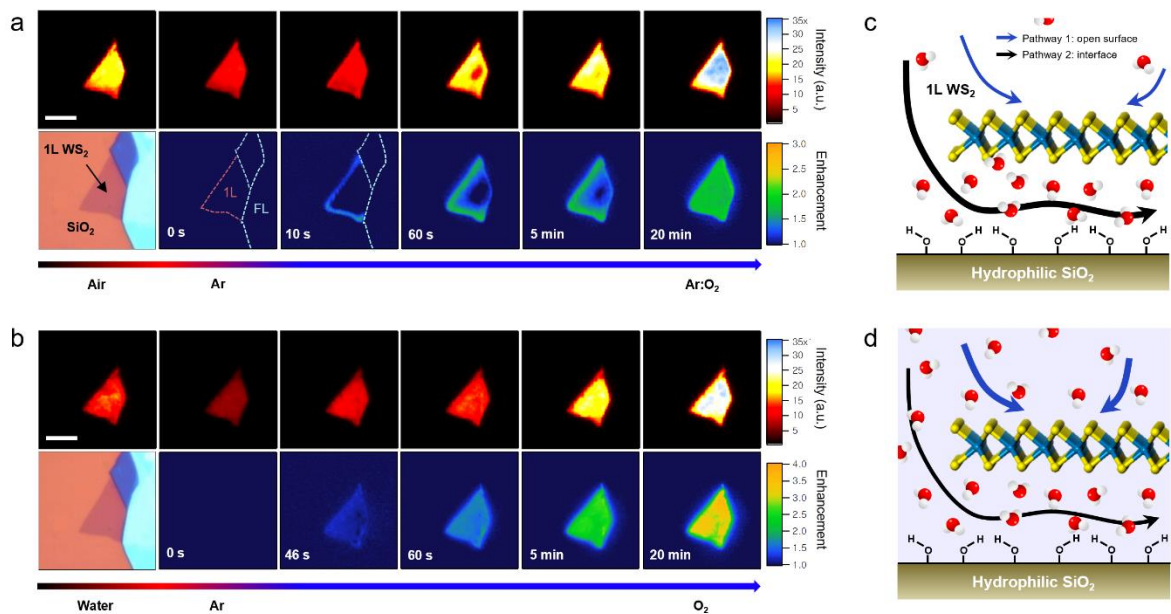 a
35x
30
25
20
15
10
5
Intensity (a.u.)
1L WS2
SiO2
1L
FL
0 s
10 s
60 s
5 min
20 min
3.0
2.5
2.0
1.5
1.0
Enhancement
Air
Ar
Ar:O2
b
35x
30
25
20
15
10
5
Intensity (a.u.)
0 s
46 s
60 s
5 min
20 min
4.0
3.5
3.0
2.5
2.0
1.5
1.0
Enhancement
Water
Ar
O2
c
Pathway 1: open surface
Pathway 2: interface
1L WS2
H H H H H H
O O O O O O
Hydrophilic SiO2
d
H H H H H H
O O O O O O
Hydrophilic SiO2